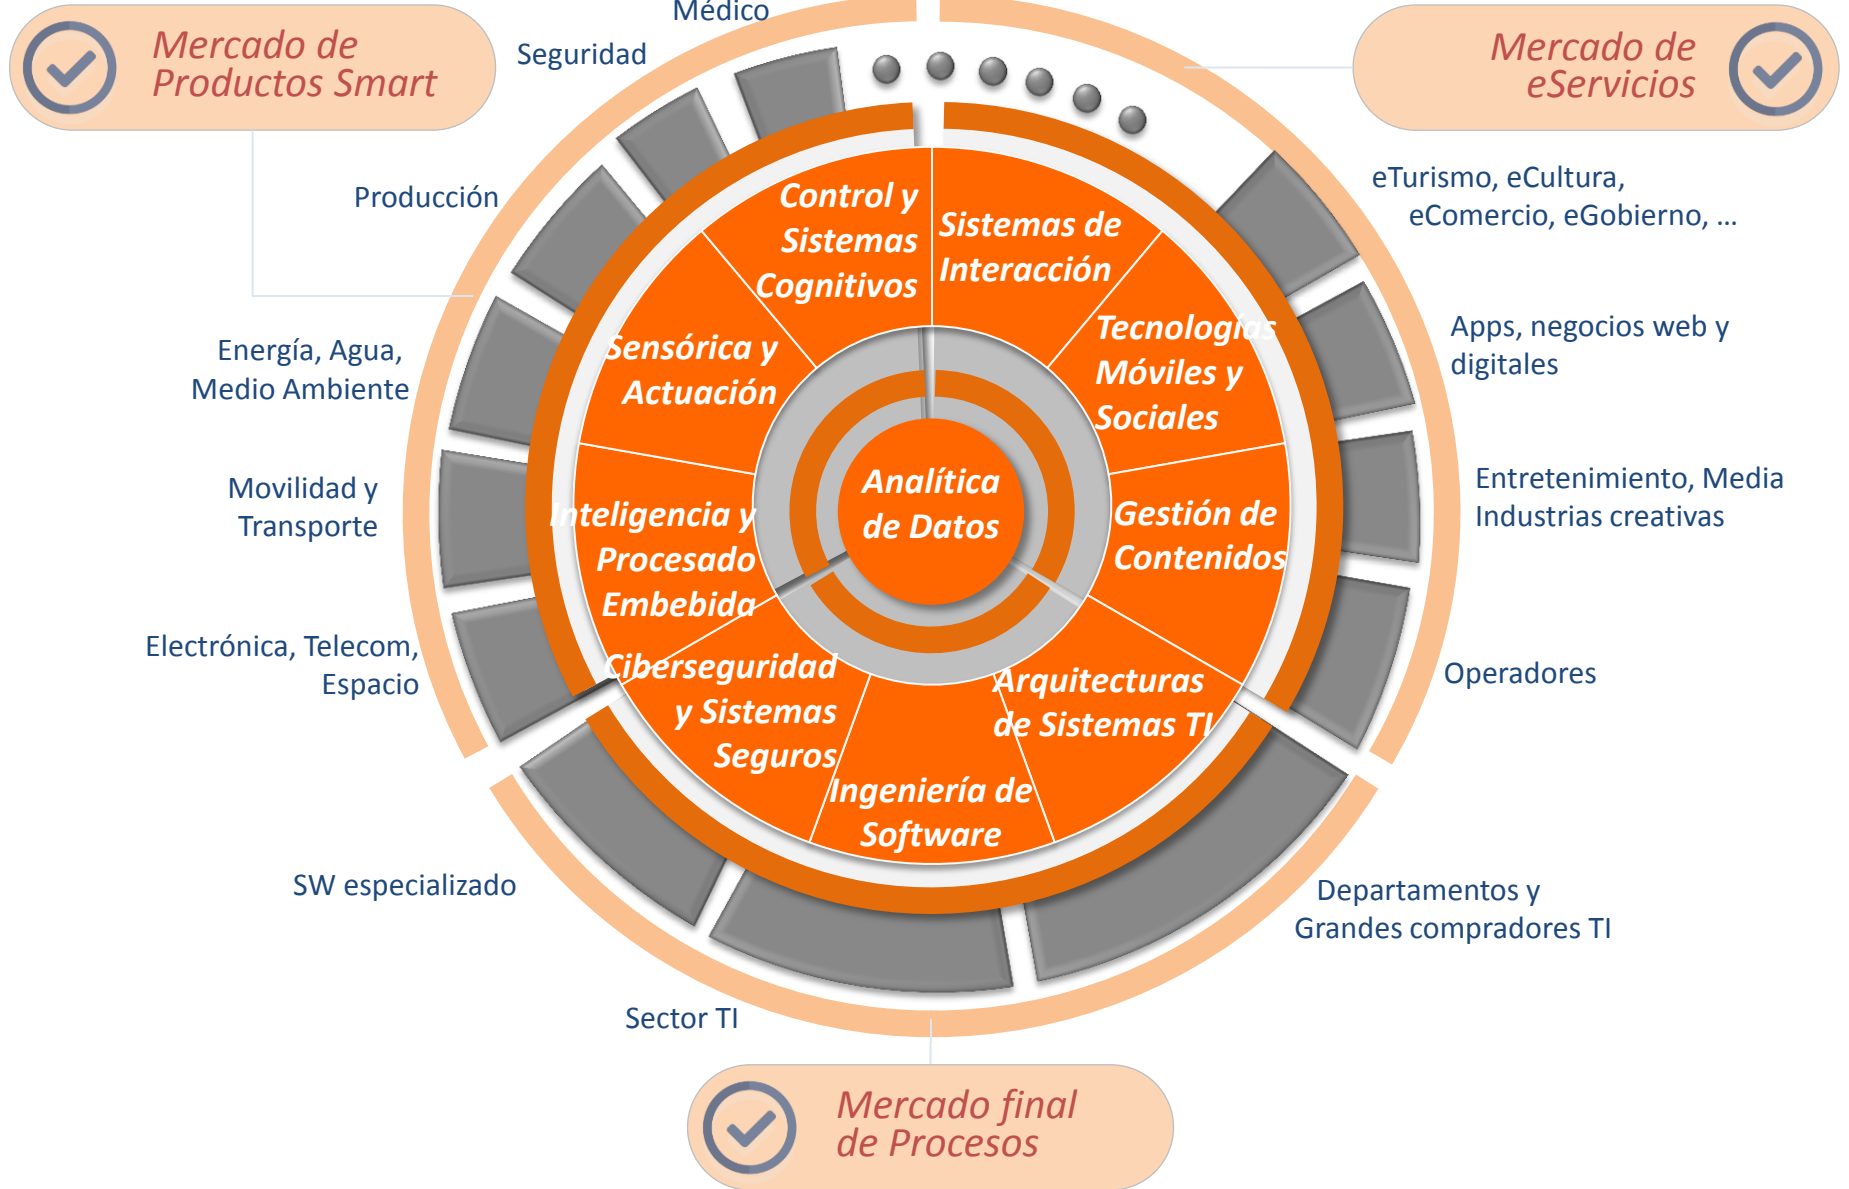 Médico
Mercado de
Productos Smart
Seguridad
Mercado de
eServicios
Producción
eTurismo, eCultura,
eComercio, eGobierno, ...
Energía, Agua,
Medio Ambiente
Apps, negocios web y
digitales
Movilidad y
Transporte
Entretenimiento, Media
Industrias creativas
Electrónica, Telecom,
Espacio
Operadores
SW especializado
Departamentos y
Grandes compradores TI
Sector TI
Control y
Sistemas
Cognitivos
Sistemas de
Interacción
Sensórica y
Actuación
Tecnologías
Móviles y
Sociales
Inteligencia y
Procesado
Embebida
Analítica
de Datos
Gestión de
Contenidos
Ciberseguridad
y Sistemas
Seguros
Arquitecturas
de Sistemas TI
Ingeniería de
Software
Mercado final
de Procesos